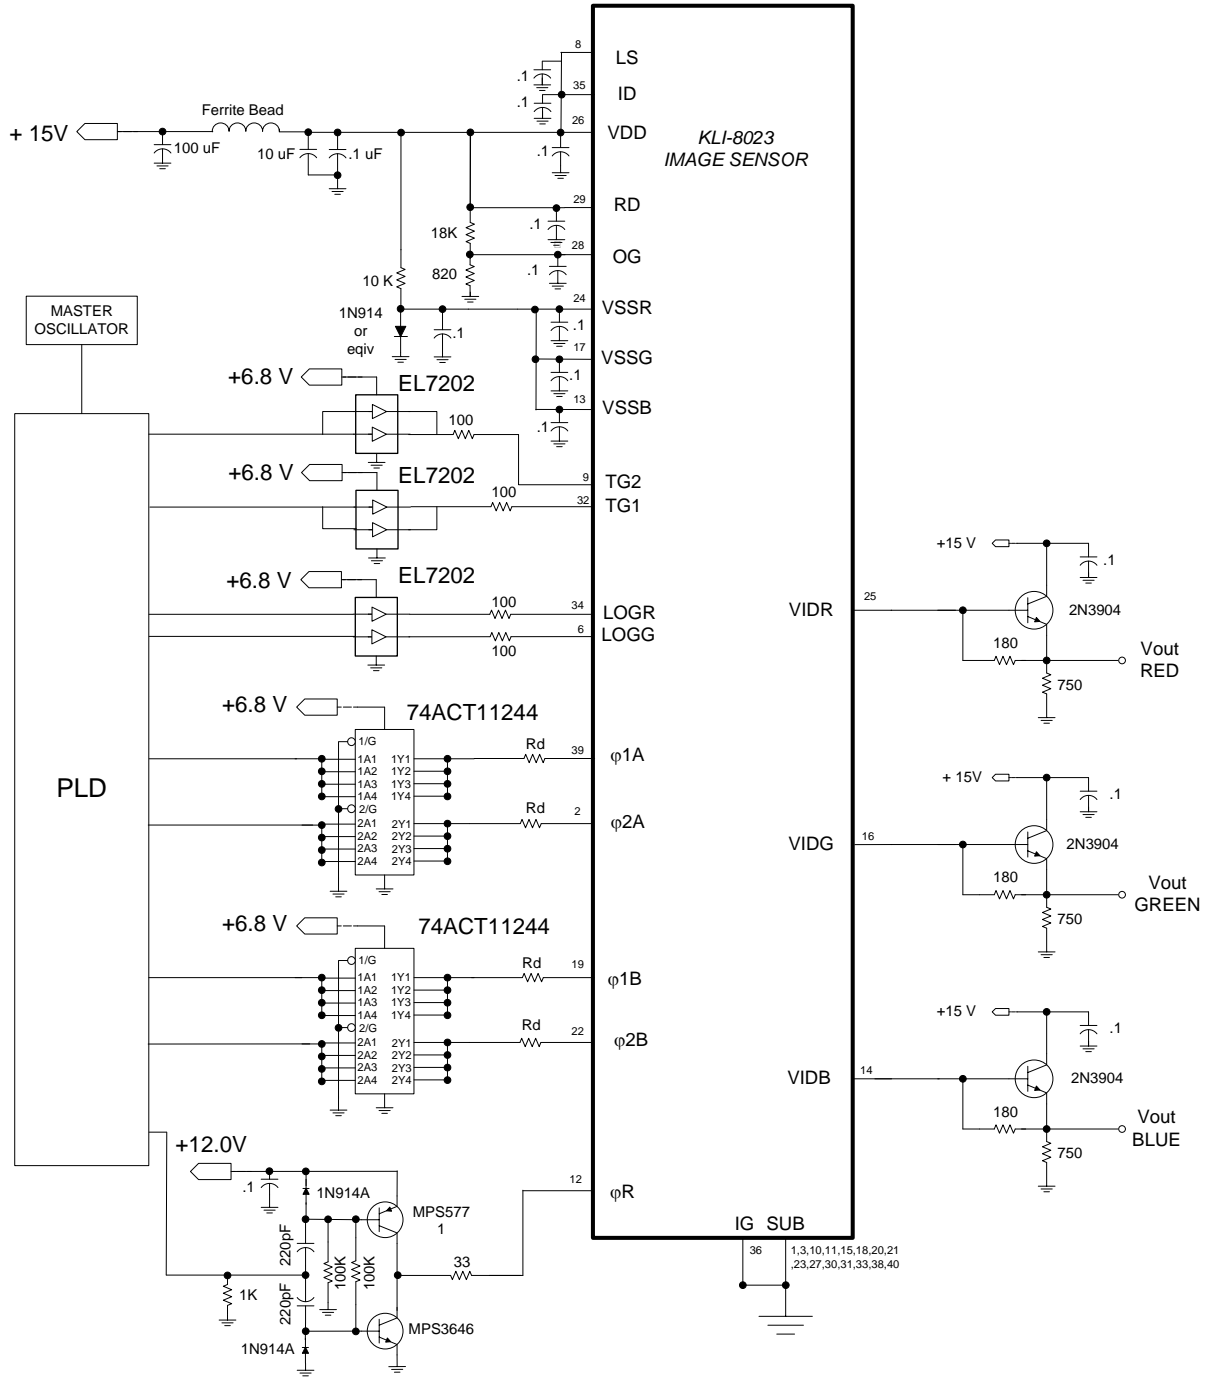 8
LS
.1
35
ID
.1
Ferrite Bead
+ 15V
26
VDD
KLI-8023
IMAGE SENSOR
100 uF
10 uF
.1 uF
.1
29
RD
.1
18K
28
OG
.1
10 K
820
24
VSSR
1N914
or
eqiv
.1
.1
17
VSSG
.1
13
VSSB
.1
MASTER
OSCILLATOR
+6.8 V
EL7202
100
+6.8 V
EL7202
9
TG2
100
32
TG1
+6.8 V
EL7202
100
34
LOGR
6
LOGG
100
+6.8 V
74ACT11244
1/G
1A1
1Y1
1A2
1Y2
1A3
1Y3
1A4
1Y4
2/G
2A1
2Y1
2A2
2Y2
2A3
2Y3
2A4
2Y4
Rd
39
φ1A
Rd
2
φ2A
PLD
+6.8 V
74ACT11244
1/G
1A1
1Y1
1A2
1Y2
1A3
1Y3
1A4
1Y4
2/G
2A1
2Y1
2A2
2Y2
2A3
2Y3
2A4
2Y4
Rd
19
φ1B
Rd
22
φ2B
+12.0V
.1
1N914A
MPS577
1
12
φR
220pF
100K
100K
33
1K
220pF
MPS3646
1N914A
IG
SUB
36
1,3,10,11,15,18,20,21
,23,27,30,31,33,38,40
+15 V
.1
VIDR
25
2N3904
180
Vout
RED
750
+ 15V
.1
VIDG
16
2N3904
180
Vout
GREEN
750
+15 V
.1
VIDB
14
2N3904
180
Vout
BLUE
750